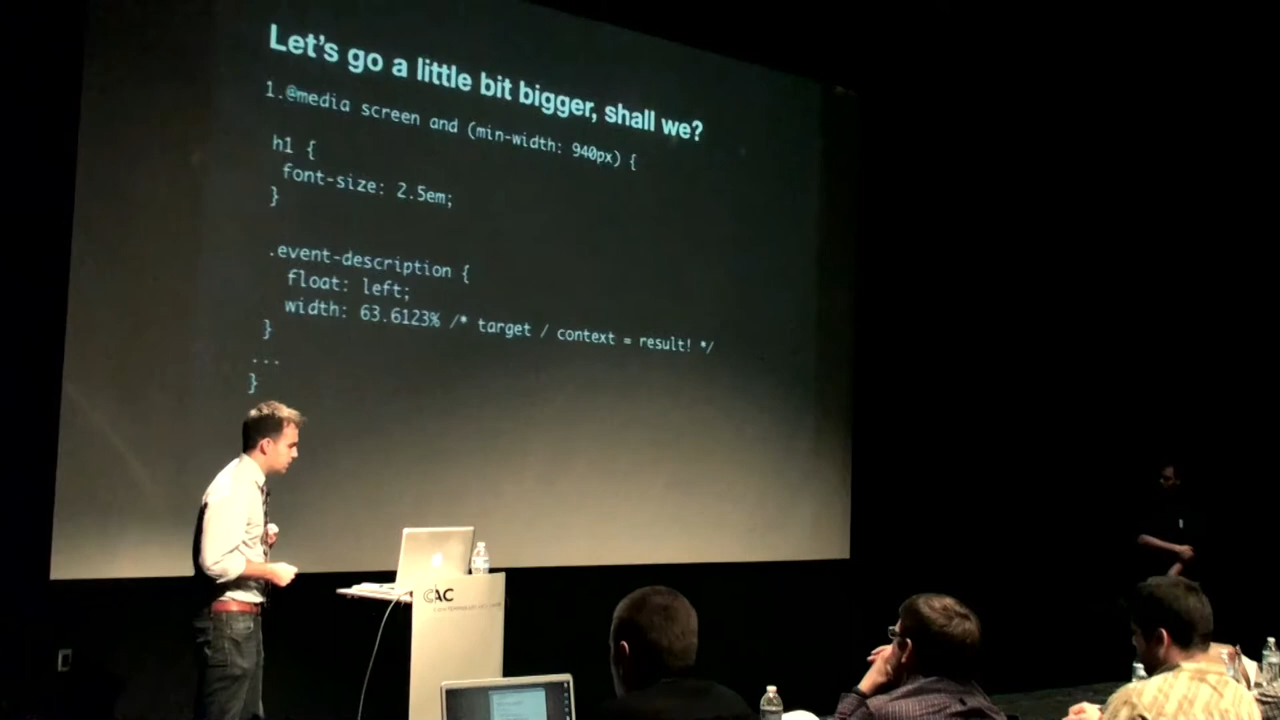 Let's go a little bit bigger, shall we?
1.@media screen and (min-width: 940px) {
h1 {
font-size: 2.5em;
}
.event-description {
float: left;
width: 63.6123% /* target / context = result! */
}
...
}
CAC